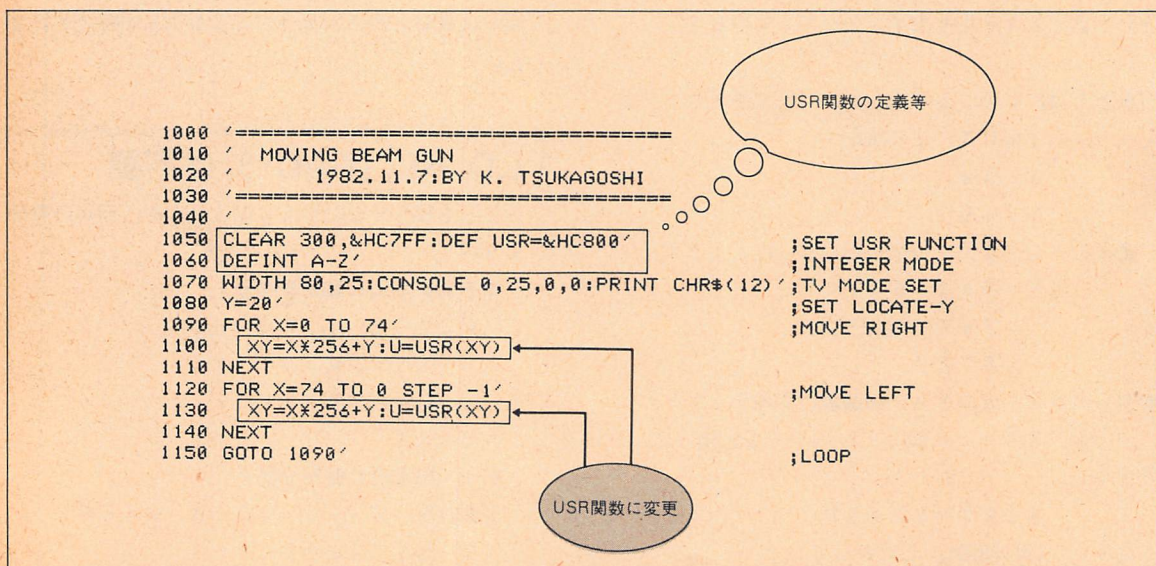 USR関数の定義等
1000 '==================================
1010 '  MOVING BEAM GUN
1020 '      1982.11.7:BY K. TSUKAGOSHI
1030 '==================================
1040 '
1050 CLEAR 300,&HC7FF:DEF USR=&HC800' ;SET USR FUNCTION
1060 DEFINT A-Z' ;INTEGER MODE
1070 WIDTH 80,25:CONSOLE 0,25,0,0:PRINT CHR$(12)';TV MODE SET
1080 Y=20' ;SET LOCATE-Y
1090 FOR X=0 TO 74' ;MOVE RIGHT
1100   XY=X*256+Y:U=USR(XY)
1110 NEXT
1120 FOR X=74 TO 0 STEP -1' ;MOVE LEFT
1130   XY=X*256+Y:U=USR(XY)
1140 NEXT
1150 GOTO 1090' ;LOOP
USR関数に変更